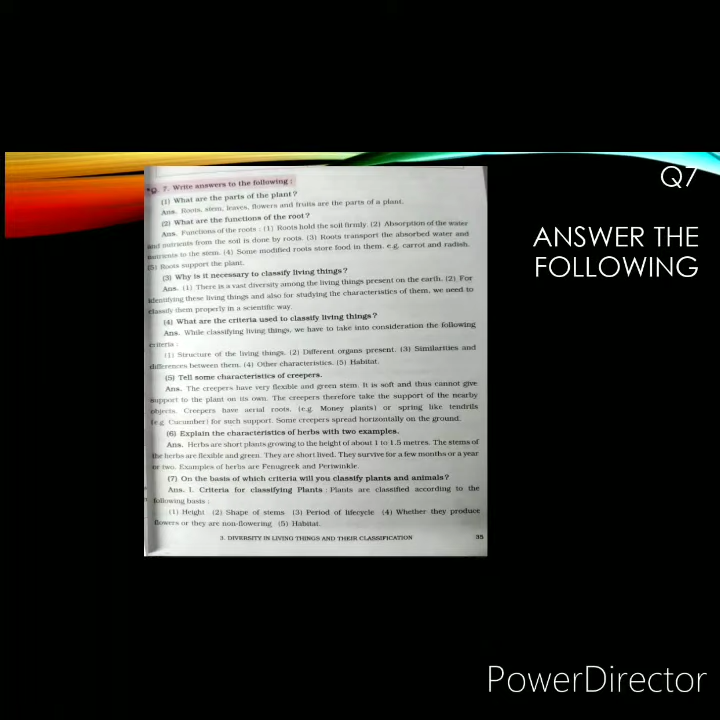 Q7
ANSWER THE
FOLLOWING
*Q. 7. Write answers to the following :
(1) What are the parts of the plant?
Ans. Roots, stem, leaves, flowers and fruits are the parts of a plant.
(2) What are the functions of the root?
Ans. Functions of the roots : (1) Roots hold the soil firmly. (2) Absorption of the water
and nutrients from the soil is done by roots. (3) Roots transport the absorbed water and
nutrients to the stem. (4) Some modified roots store food in them, e.g. carrot and radish.
(5) Roots support the plant.
(3) Why is it necessary to classify living things?
Ans. (1) There is a vast diversity among the living things present on the earth. (2) For
identifying these living things and also for studying the characteristics of them, we need to
classify them properly in a scientific way.
(4) What are the criteria used to classify living things?
Ans. While classifying living things, we have to take into consideration the following
criteria :
(1) Structure of the living things. (2) Different organs present. (3) Similarities and
differences between them. (4) Other characteristics. (5) Habitat.
(5) Tell some characteristics of creepers.
Ans. The creepers have very flexible and green stem. It is soft and thus cannot give
support to the plant on its own. The creepers therefore take the support of the nearby
objects. Creepers have aerial roots. (e.g. Money plants) or spring like tendrils
(e.g. Cucumber) for such support. Some creepers spread horizontally on the ground.
(6) Explain the characteristics of herbs with two examples.
Ans. Herbs are short plants growing to the height of about 1 to 1.5 metres. The stems of
the herbs are flexible and green. They are short lived. They survive for a few months or a year
or two. Examples of herbs are Fenugreek and Periwinkle.
(7) On the basis of which criteria will you classify plants and animals?
Ans. 1. Criteria for classifying Plants : Plants are classified according to the
following basis :
(1) Height (2) Shape of stems (3) Period of lifecycle (4) Whether they produce
flowers or they are non-flowering (5) Habitat.
3. DIVERSITY IN LIVING THINGS AND THEIR CLASSIFICATION 35
PowerDirector